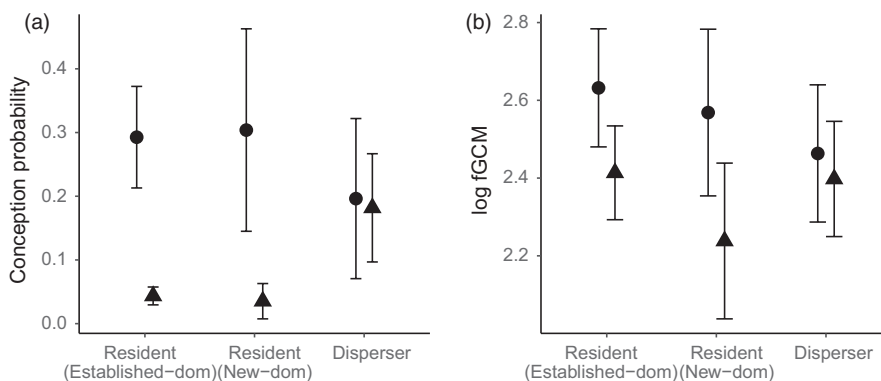 (a)
Conception probability
0.4
0.3
0.2
0.1
0.0
Resident
(Established−dom)
Resident
(New−dom)
Disperser
(b)
log fGCM
2.8
2.6
2.4
2.2
Resident
(Established−dom)
Resident
(New−dom)
Disperser